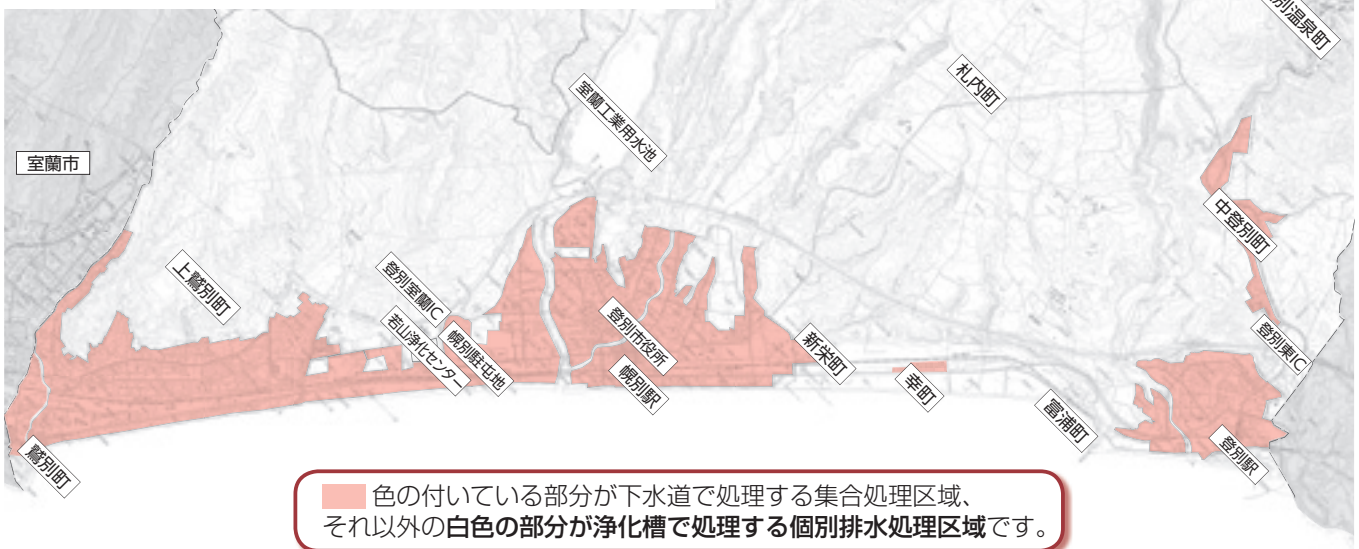 別温泉町
札内町
室蘭工業用水池
室蘭市
中登別町
上鷲別町
登別室蘭IC
若山浄化センター
幌別駐屯地
登別市役所
幌別駅
新栄町
幸町
富浦町
登別東IC
登別駅
鷲別町
色の付いている部分が下水道で処理する集合処理区域、
それ以外の白色の部分が浄化槽で処理する個別排水処理区域です。